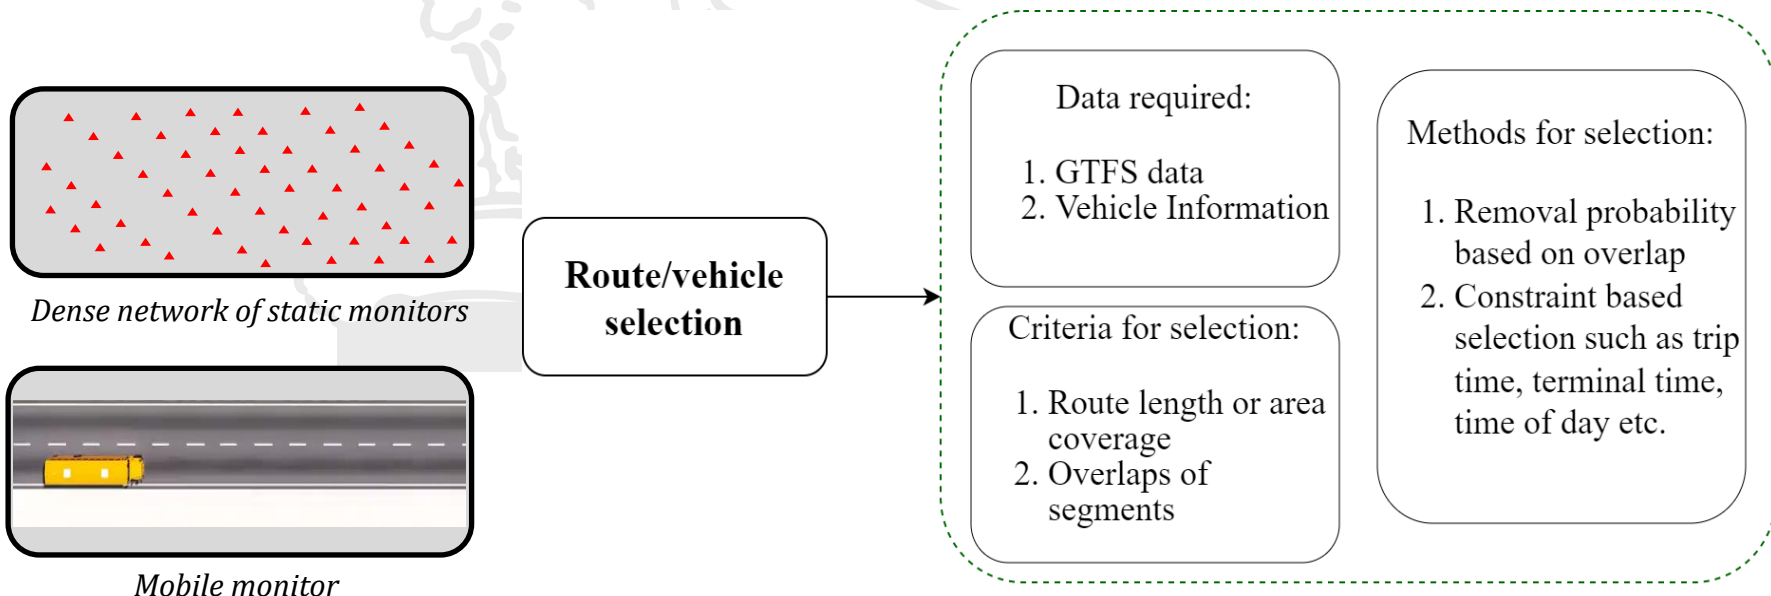 Dense network of static monitors
Mobile monitor
Route/vehicle
selection
Data required:
1. GTFS data
2. Vehicle Information
Criteria for selection:
1. Route length or area
coverage
2. Overlaps of
segments
Methods for selection:
1. Removal probability
based on overlap
2. Constraint based
selection such as trip
time, terminal time,
time of day etc.